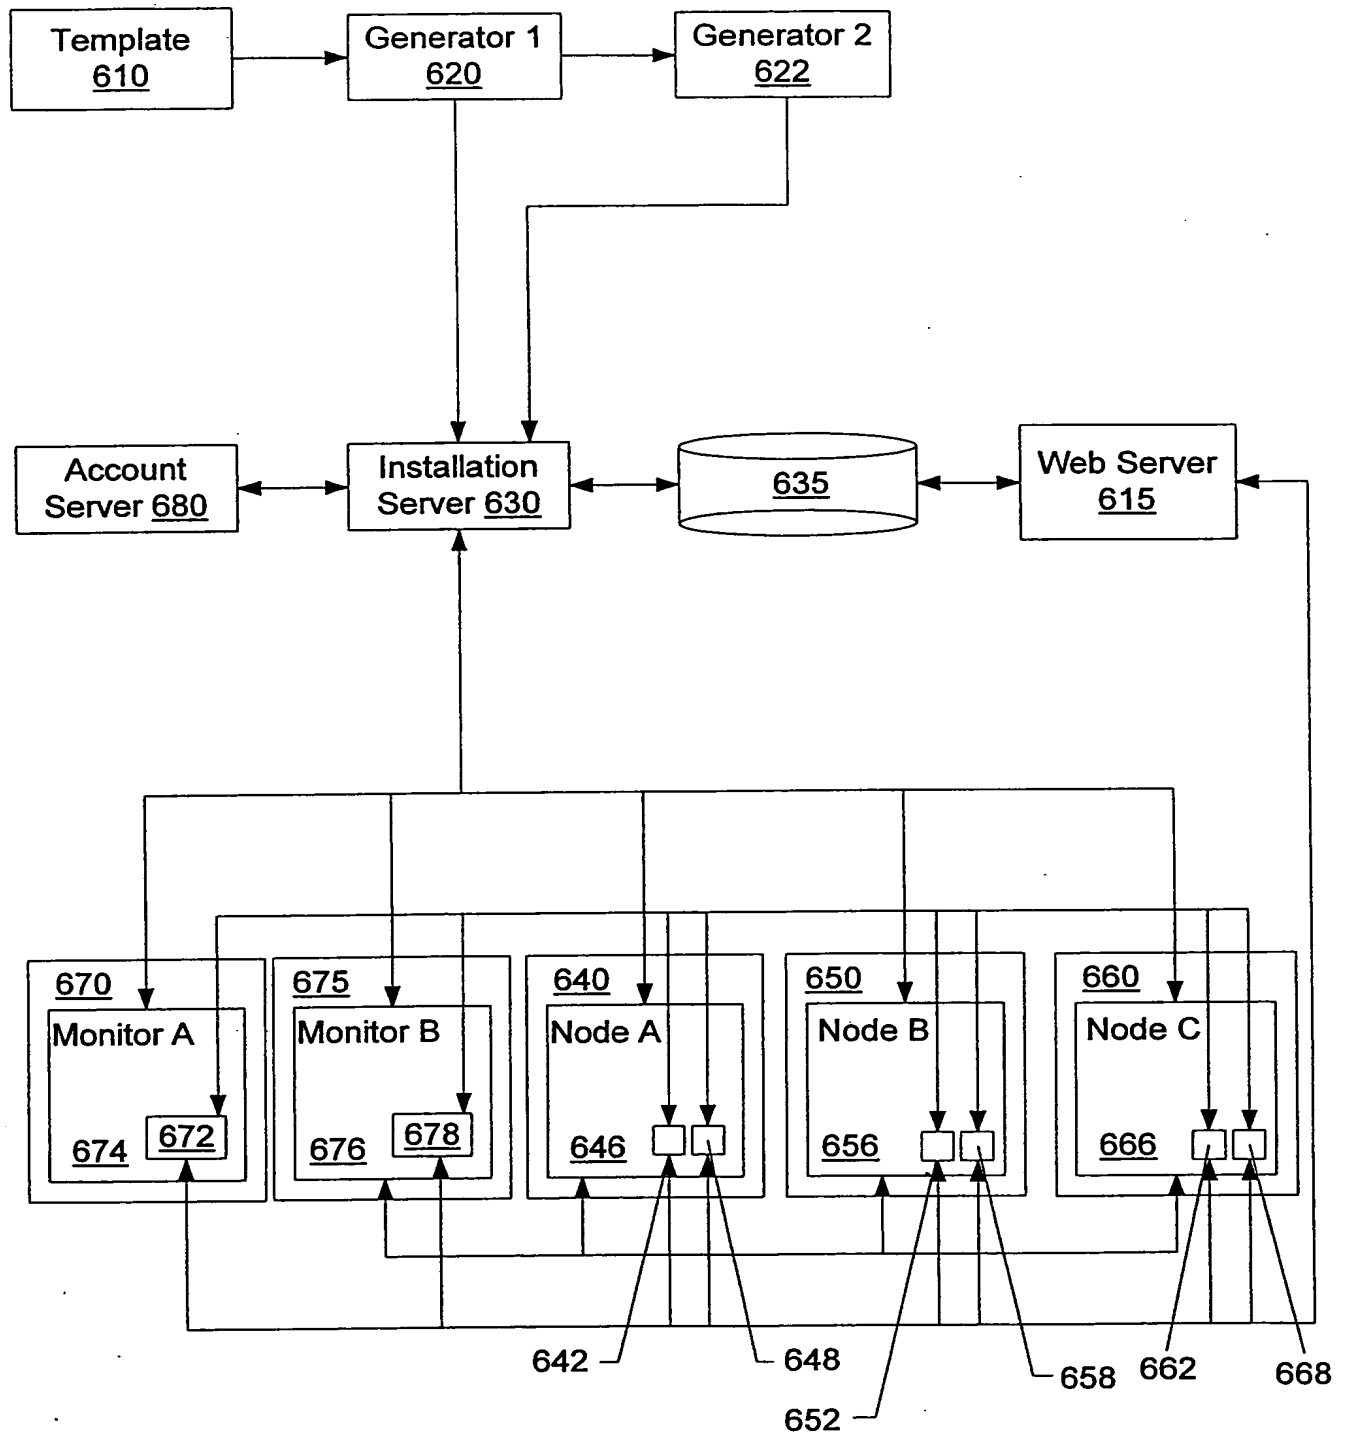 Template
610
Generator 1
620
Generator 2
622
Account
Server 680
Installation
Server 630
635
Web Server
615
670
Monitor A
674
672
675
Monitor B
676
678
640
Node A
646
650
Node B
656
660
Node C
666
642
648
652
658
662
668